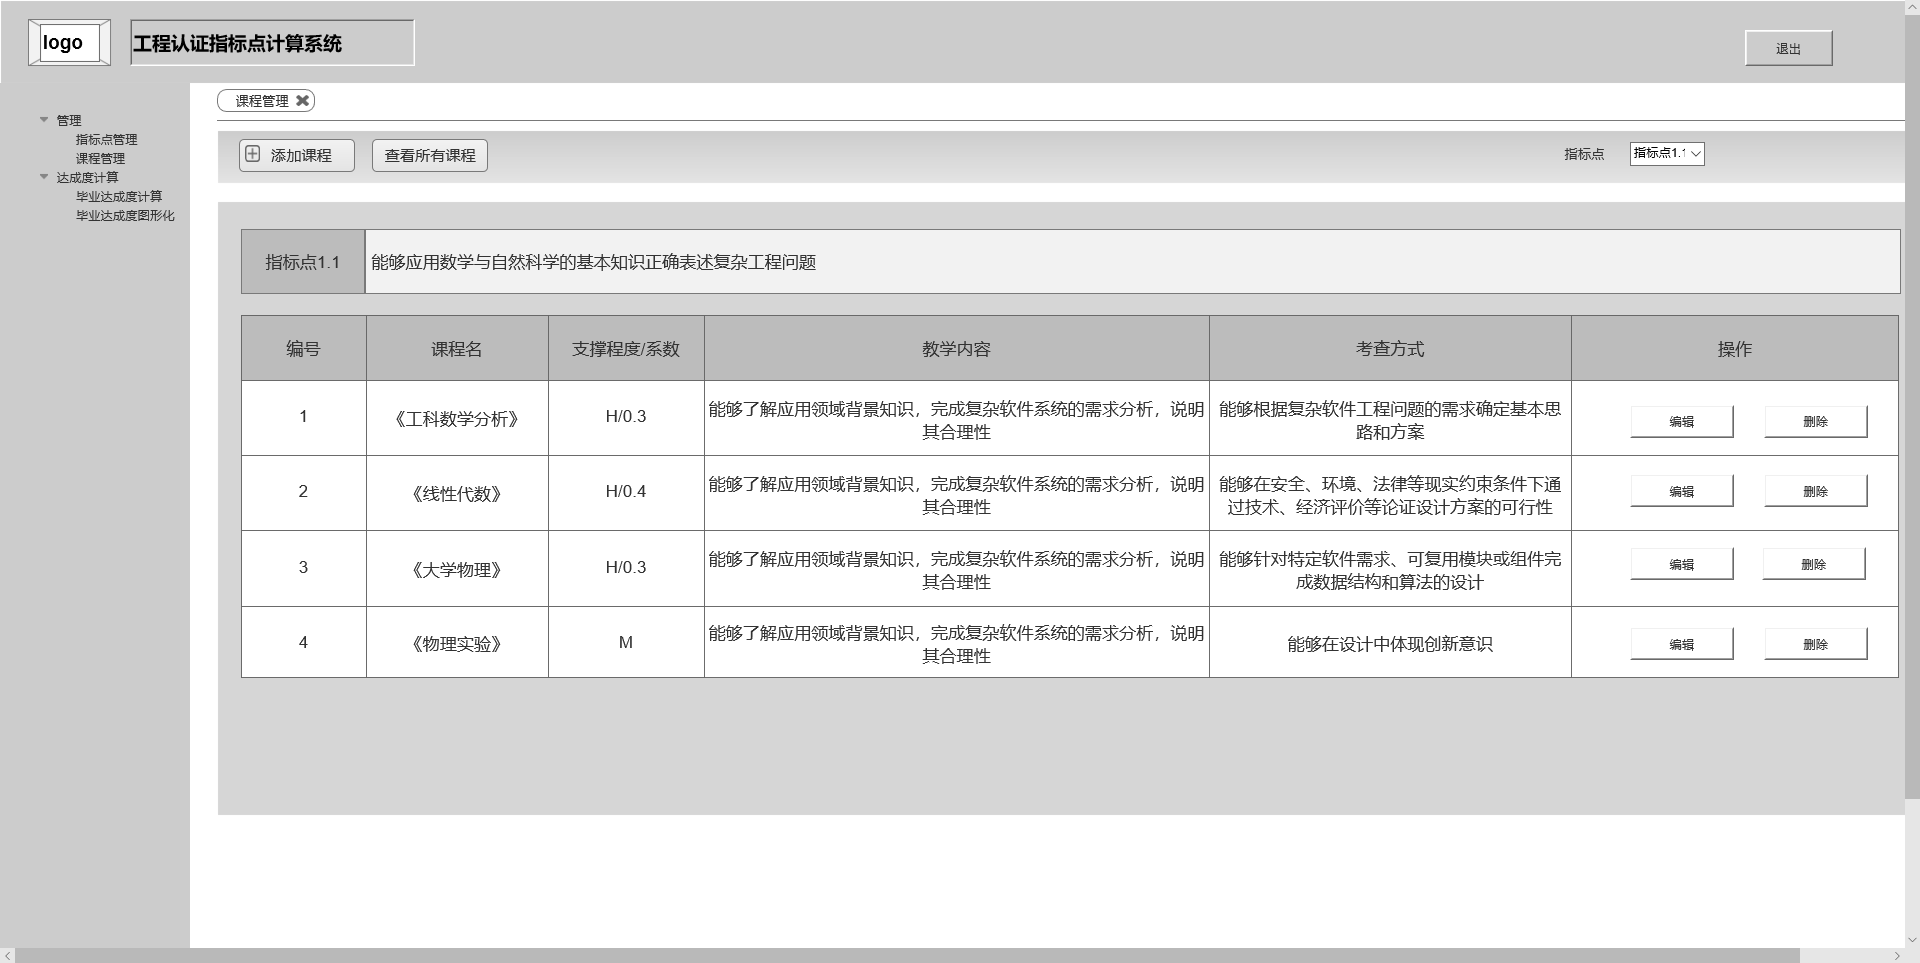 logo
工程认证指标点计算系统
退出
管理
指标点管理
课程管理
达成度计算
毕业达成度计算
毕业达成度图形化
课程管理
添加课程
查看所有课程
指标点
指标点1.1
指标点1.1
能够应用数学与自然科学的基本知识正确表述复杂工程问题
编号
课程名
支撑程度/系数
教学内容
考查方式
操作
1
《工科数学分析》
H/0.3
能够了解应用领域背景知识，完成复杂软件系统的需求分析，说明
其合理性
能够根据复杂软件工程问题的需求确定基本思
路和方案
编辑
删除
2
《线性代数》
H/0.4
能够了解应用领域背景知识，完成复杂软件系统的需求分析，说明
其合理性
能够在安全、环境、法律等现实约束条件下通
过技术、经济评价等论证设计方案的可行性
编辑
删除
3
《大学物理》
H/0.3
能够了解应用领域背景知识，完成复杂软件系统的需求分析，说明
其合理性
能够针对特定软件需求、可复用模块或组件完
成数据结构和算法的设计
编辑
删除
4
《物理实验》
M
能够了解应用领域背景知识，完成复杂软件系统的需求分析，说明
其合理性
能够在设计中体现创新意识
编辑
删除